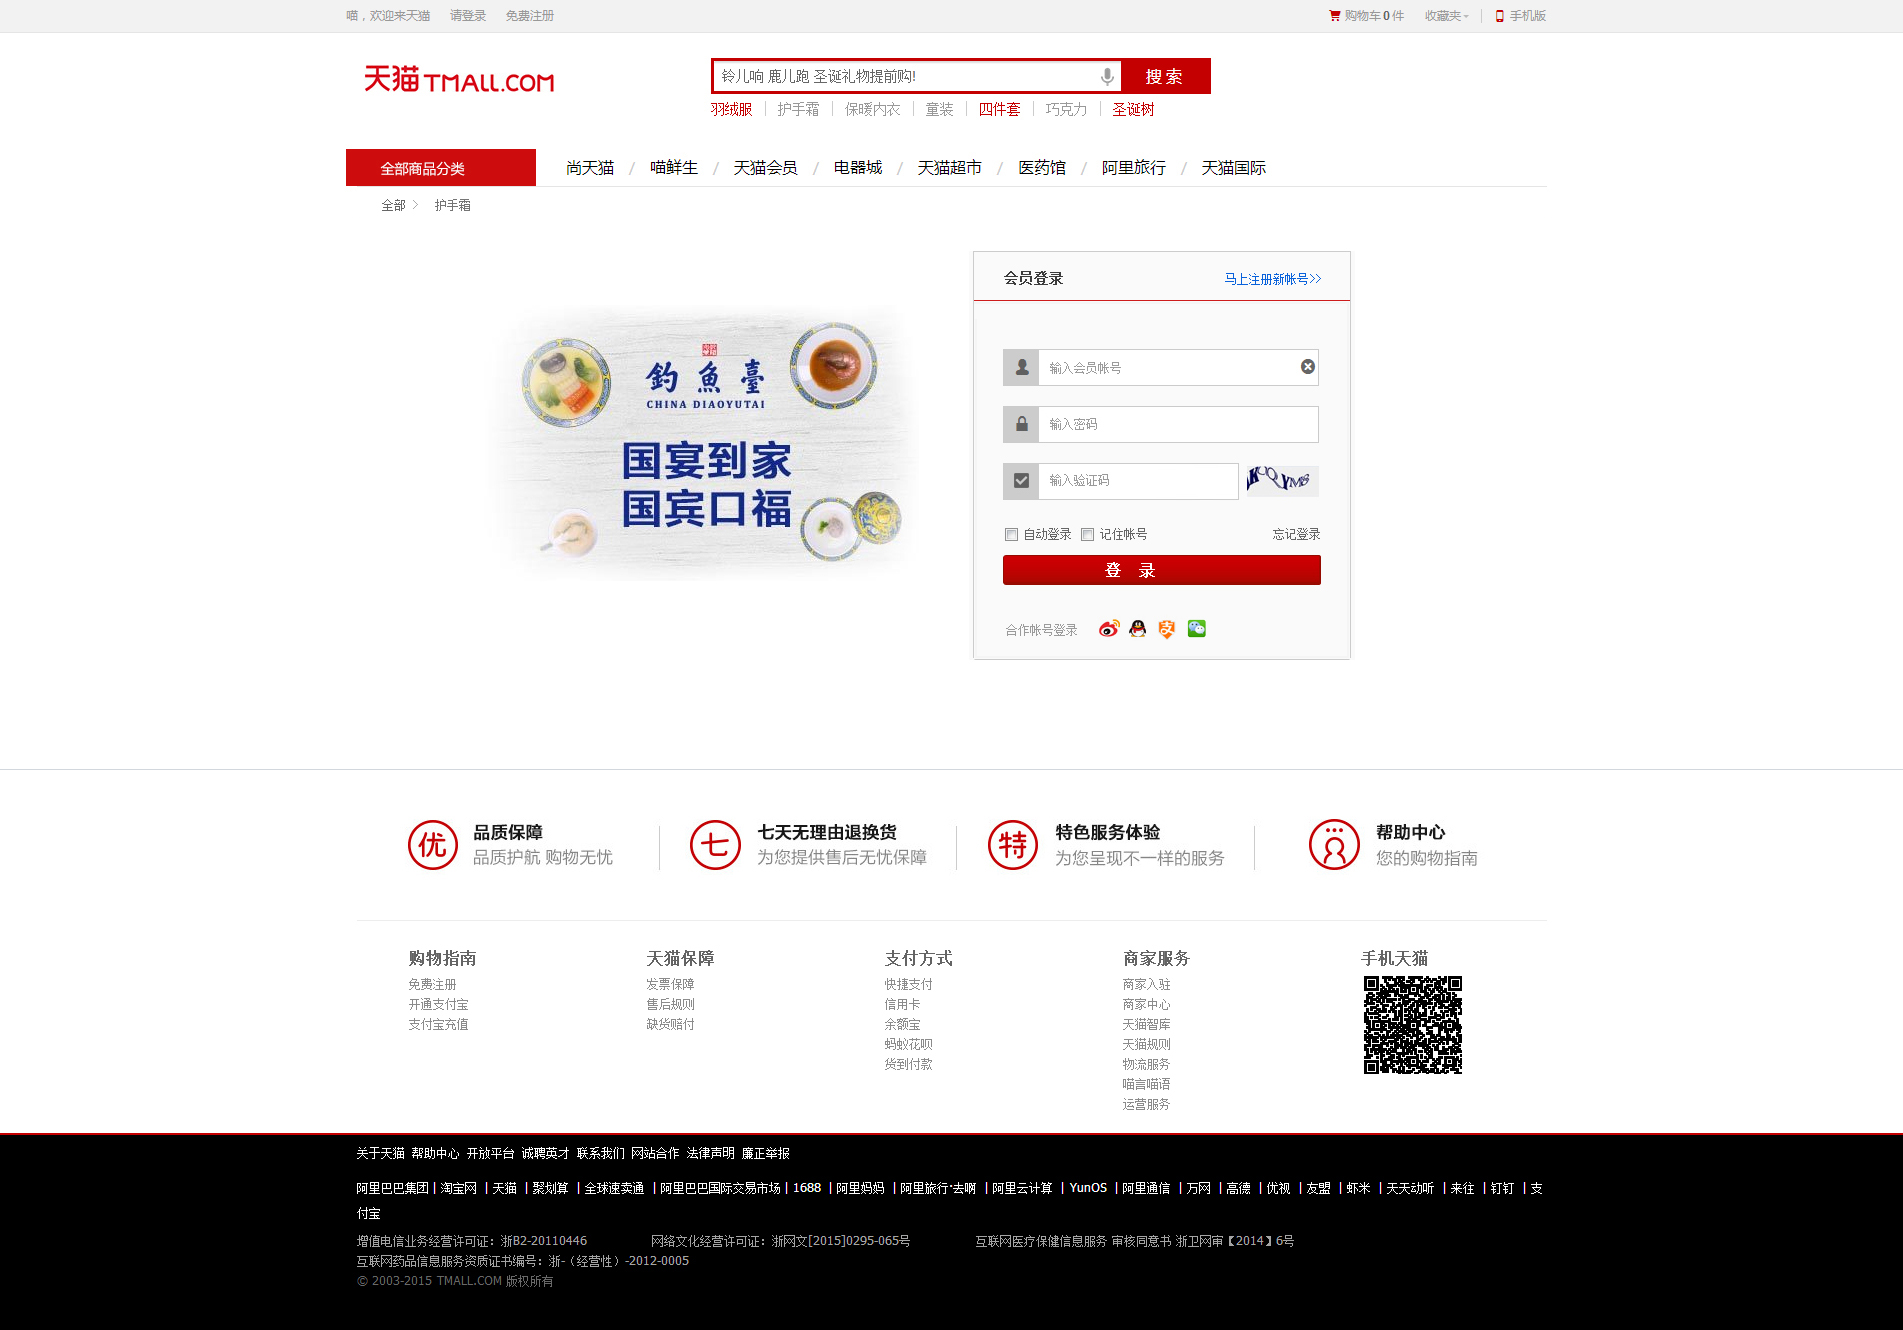 喵，欢迎来天猫 请登录 免费注册 购物车0件 收藏夹 手机版
天猫 TMALL.COM
铃儿响 鹿儿跑 圣诞礼物提前购! 搜 索
羽绒服 护手霜 保暖内衣 童装 四件套 巧克力 圣诞树
全部商品分类 尚天猫 / 喵鲜生 / 天猫会员 / 电器城 / 天猫超市 / 医药馆 / 阿里旅行 / 天猫国际
全部 > 护手霜
会员登录 马上注册新帐号>>
釣魚臺
CHINA DIAOYUTAI
国宴到家
国宾口福
输入会员帐号
输入密码
输入验证码
自动登录 记住帐号 忘记登录
登 录
合作帐号登录
优 品质保障
品质护航 购物无忧
七 七天无理由退换货
为您提供售后无忧保障
特 特色服务体验
为您呈现不一样的服务
帮助中心
您的购物指南
购物指南
免费注册
开通支付宝
支付宝充值
天猫保障
发票保障
售后规则
缺货赔付
支付方式
快捷支付
信用卡
余额宝
蚂蚁花呗
货到付款
商家服务
商家入驻
商家中心
天猫智库
天猫规则
物流服务
喵言喵语
运营服务
手机天猫
关于天猫 帮助中心 开放平台 诚聘英才 联系我们 网站合作 法律声明 廉正举报
阿里巴巴集团 | 淘宝网 | 天猫 | 聚划算 | 全球速卖通 | 阿里巴巴国际交易市场 | 1688 | 阿里妈妈 | 阿里旅行·去啊 | 阿里云计算 | YunOS | 阿里通信 | 万网 | 高德 | 优视 | 友盟 | 虾米 | 天天动听 | 来往 | 钉钉 | 支
付宝
增值电信业务经营许可证：浙B2-20110446 网络文化经营许可证：浙网文[2015]0295-065号 互联网医疗保健信息服务 审核同意书 浙卫网审【2014】6号
互联网药品信息服务资质证书编号：浙-（经营性）-2012-0005
© 2003-2015 TMALL.COM 版权所有